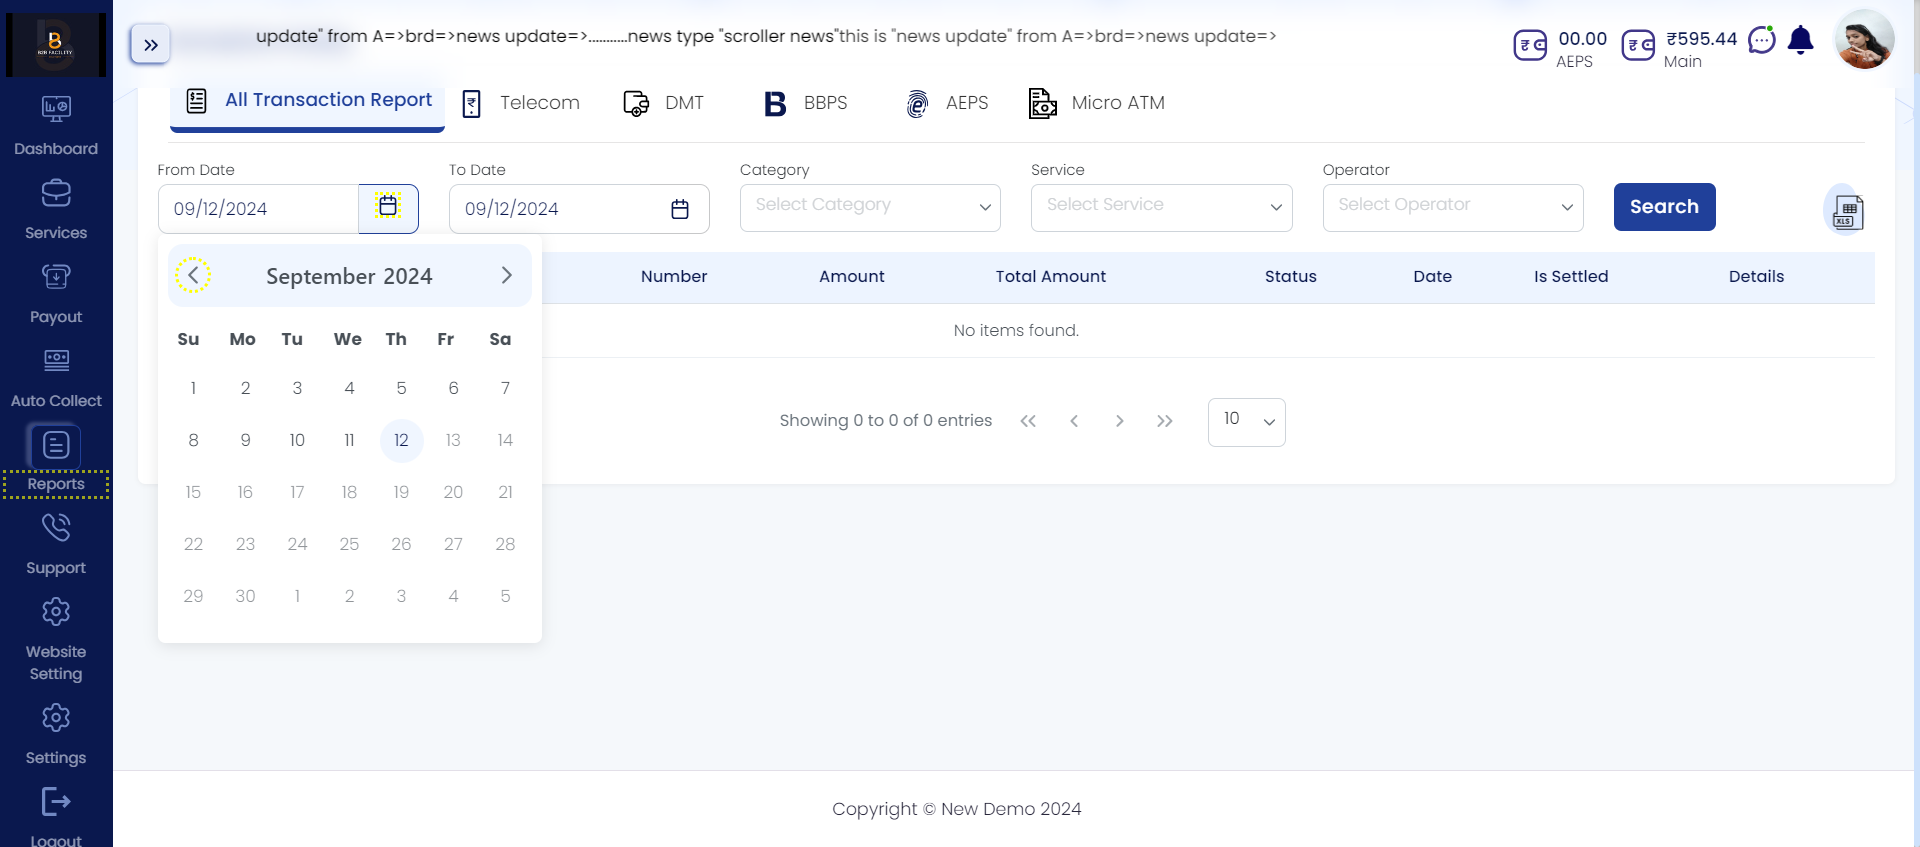 update" from A=>brd=>news update=>...........news type "scroller news"this is "news update" from A=>brd=>news update=>
00.00
AEPS
₹595.44
Main
B2B FACILITY
Dashboard
Services
Payout
Auto Collect
Reports
Support
Website
Setting
Settings
Logout
All Transaction Report
Telecom
DMT
B BBPS
AEPS
Micro ATM
From Date
To Date
Category
Service
Operator
09/12/2024
09/12/2024
Select Category
Select Service
Select Operator
Search
XLS
September 2024
Number Amount Total Amount Status Date Is Settled Details
No items found.
Su Mo Tu We Th Fr Sa
1 2 3 4 5 6 7
8 9 10 11 12 13 14
15 16 17 18 19 20 21
22 23 24 25 26 27 28
29 30 1 2 3 4 5
Showing 0 to 0 of 0 entries
10
Copyright © New Demo 2024